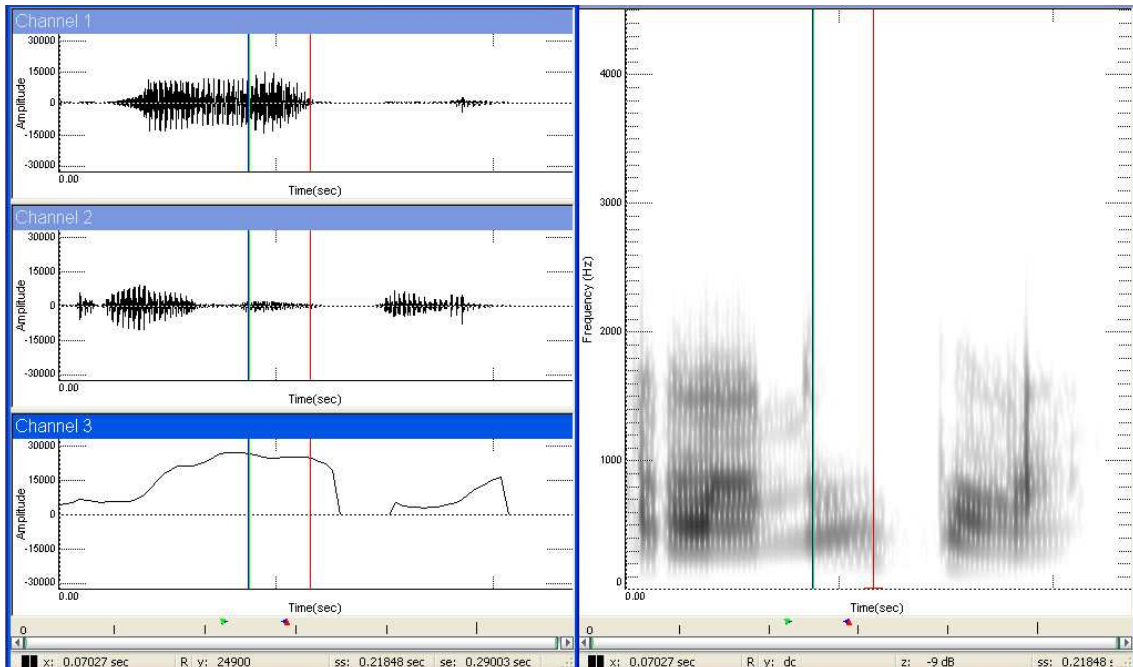 Channel 1
30000
15000
0
-15000
-30000
Amplitude
0.00
Time(sec)
Channel 2
30000
15000
0
-15000
-30000
Amplitude
0.00
Time(sec)
Channel 3
30000
15000
0
-15000
-30000
Amplitude
0.00
Time(sec)
0
x: 0.07027 sec R y: 24900 ss: 0.21848 se: 0.29003 sec
4000
3000
2000
1000
0
Frequency (Hz)
0.00
Time(sec)
0
x: 0.07027 sec R y: dc z: -9 dB ss: 0.21848 s